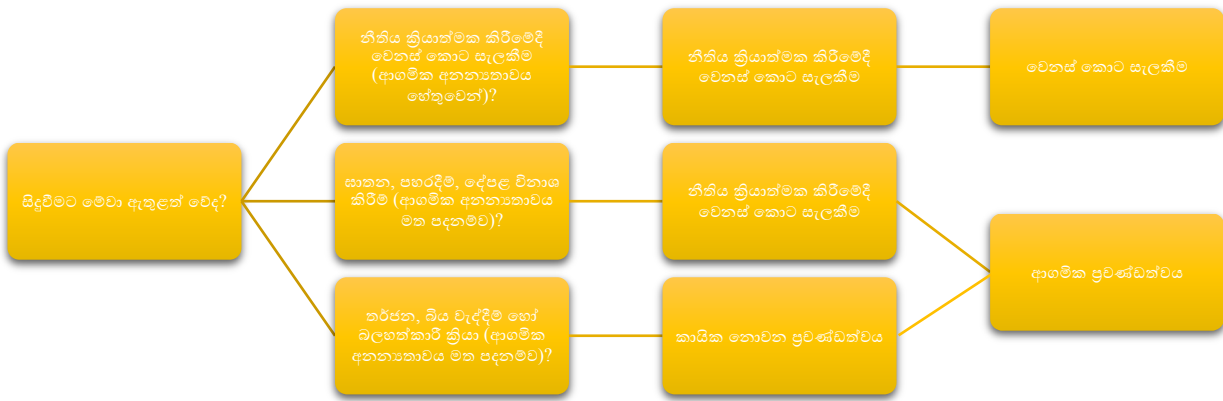 නීතිය ක්‍රියාත්මක කිරීමේදී
වෙනස් කොට සැලකීම
(ආගමික අනන්‍යතාවය
හේතුවෙන්)?
නීතිය ක්‍රියාත්මක කිරීමේදී
වෙනස් කොට සැලකීම
වෙනස් කොට සැලකීම
සිදුවීමට මේවා ඇතුළත් වේද?
ඝාතන, පහරදීම්, දේපළ විනාශ
කිරීම් (ආගමික අනන්‍යතාවය
මත පදනම්ව)?
නීතිය ක්‍රියාත්මක කිරීමේදී
වෙනස් කොට සැලකීම
ආගමික ප්‍රචණ්ඩත්වය
තර්ජන, බිය වැද්දීම් හෝ
බලහත්කාරී ක්‍රියා (ආගමික
අනන්‍යතාවය මත පදනම්ව)?
කායික නොවන ප්‍රචණ්ඩත්වය